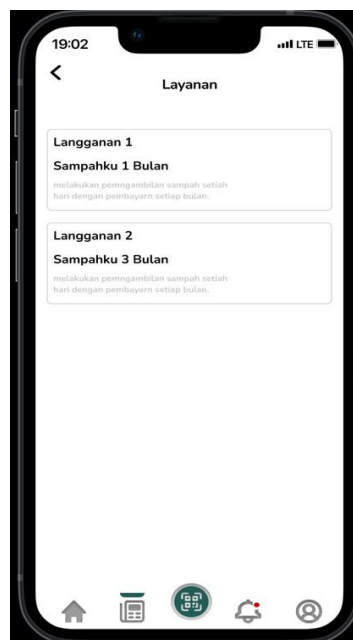 19:02
LTE
Layanan
Langganan 1
Sampahku 1 Bulan
melakukan pemngambilan sampah setiah
hari dengan pembayarn setiap bulan.
Langganan 2
Sampahku 3 Bulan
melakukan pemngambilan sampah setiah
hari dengan pembayarn setiap bulan.